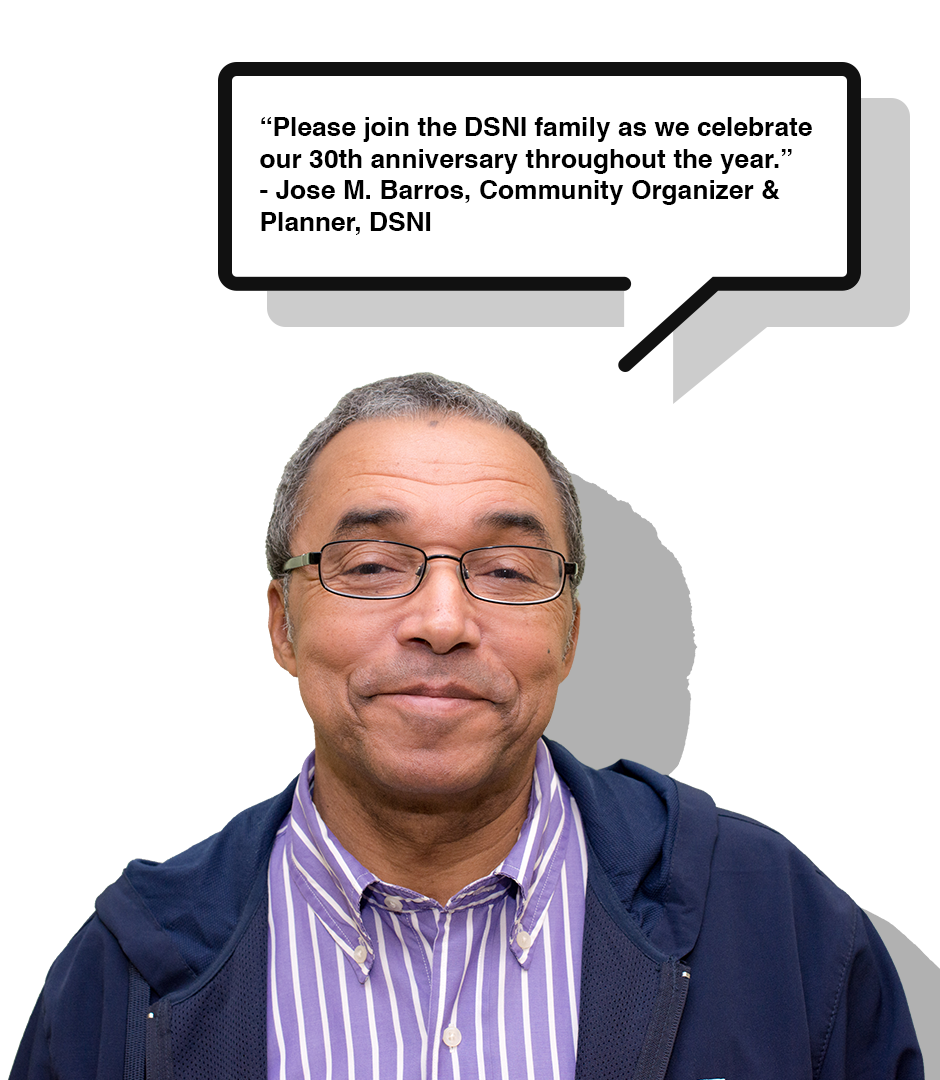 “Please join the DSNI family as we celebrate
our 30th anniversary throughout the year.”
- Jose M. Barros, Community Organizer &
Planner, DSNI